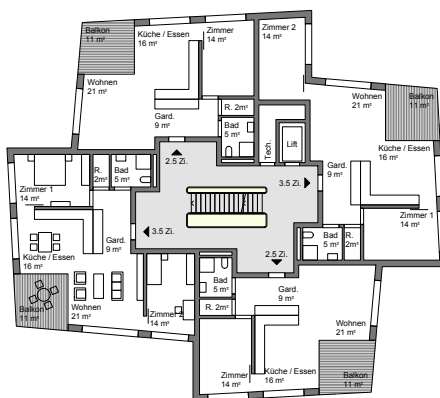 Balkon
11 m²
Küche / Essen
16 m²
Zimmer
14 m²
Zimmer 2
14 m²
Wohnen
21 m²
Wohnen
21 m²
Balkon
11 m²
Gard.
9 m²
R. 2m²
Bad
5 m²
Tech.
Lift
Küche / Essen
16 m²
2.5 Zi.
R.
2m²
Bad
5 m²
Zimmer 1
14 m²
3.5 Zi.
Gard.
9 m²
Zimmer 1
14 m²
Gard.
9 m²
3.5 Zi.
Bad
5 m²
R.
2m²
Küche / Essen
16 m²
2.5 Zi.
Bad
5 m²
Gard.
9 m²
R. 2m²
Balkon
11 m²
Wohnen
21 m²
Zimmer 2
14 m²
Wohnen
21 m²
Zimmer
14 m²
Küche / Essen
16 m²
Balkon
11 m²